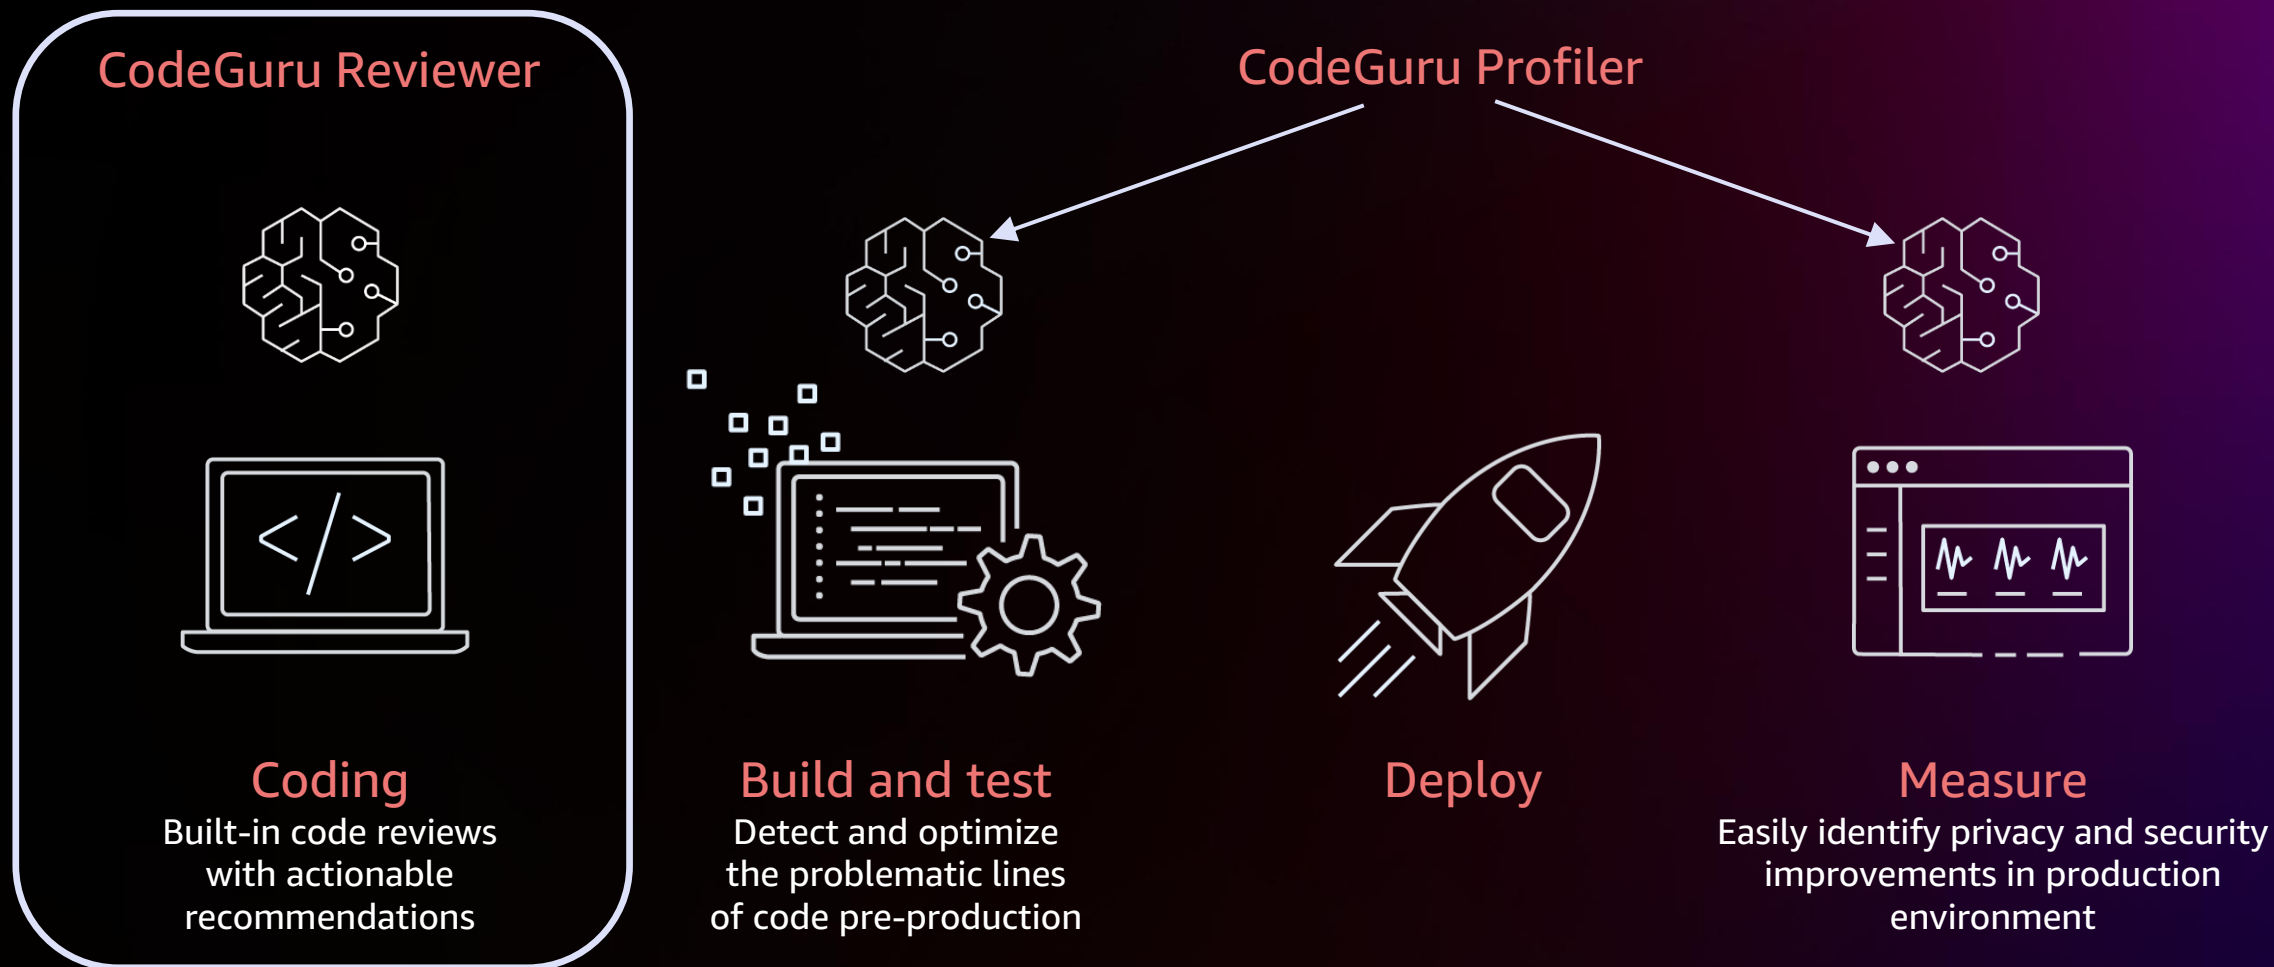 CodeGuru Reviewer
CodeGuru Profiler
Coding
Built-in code reviews
with actionable
recommendations
Build and test
Detect and optimize
the problematic lines
of code pre-production
Deploy
Measure
Easily identify privacy and security
improvements in production
environment